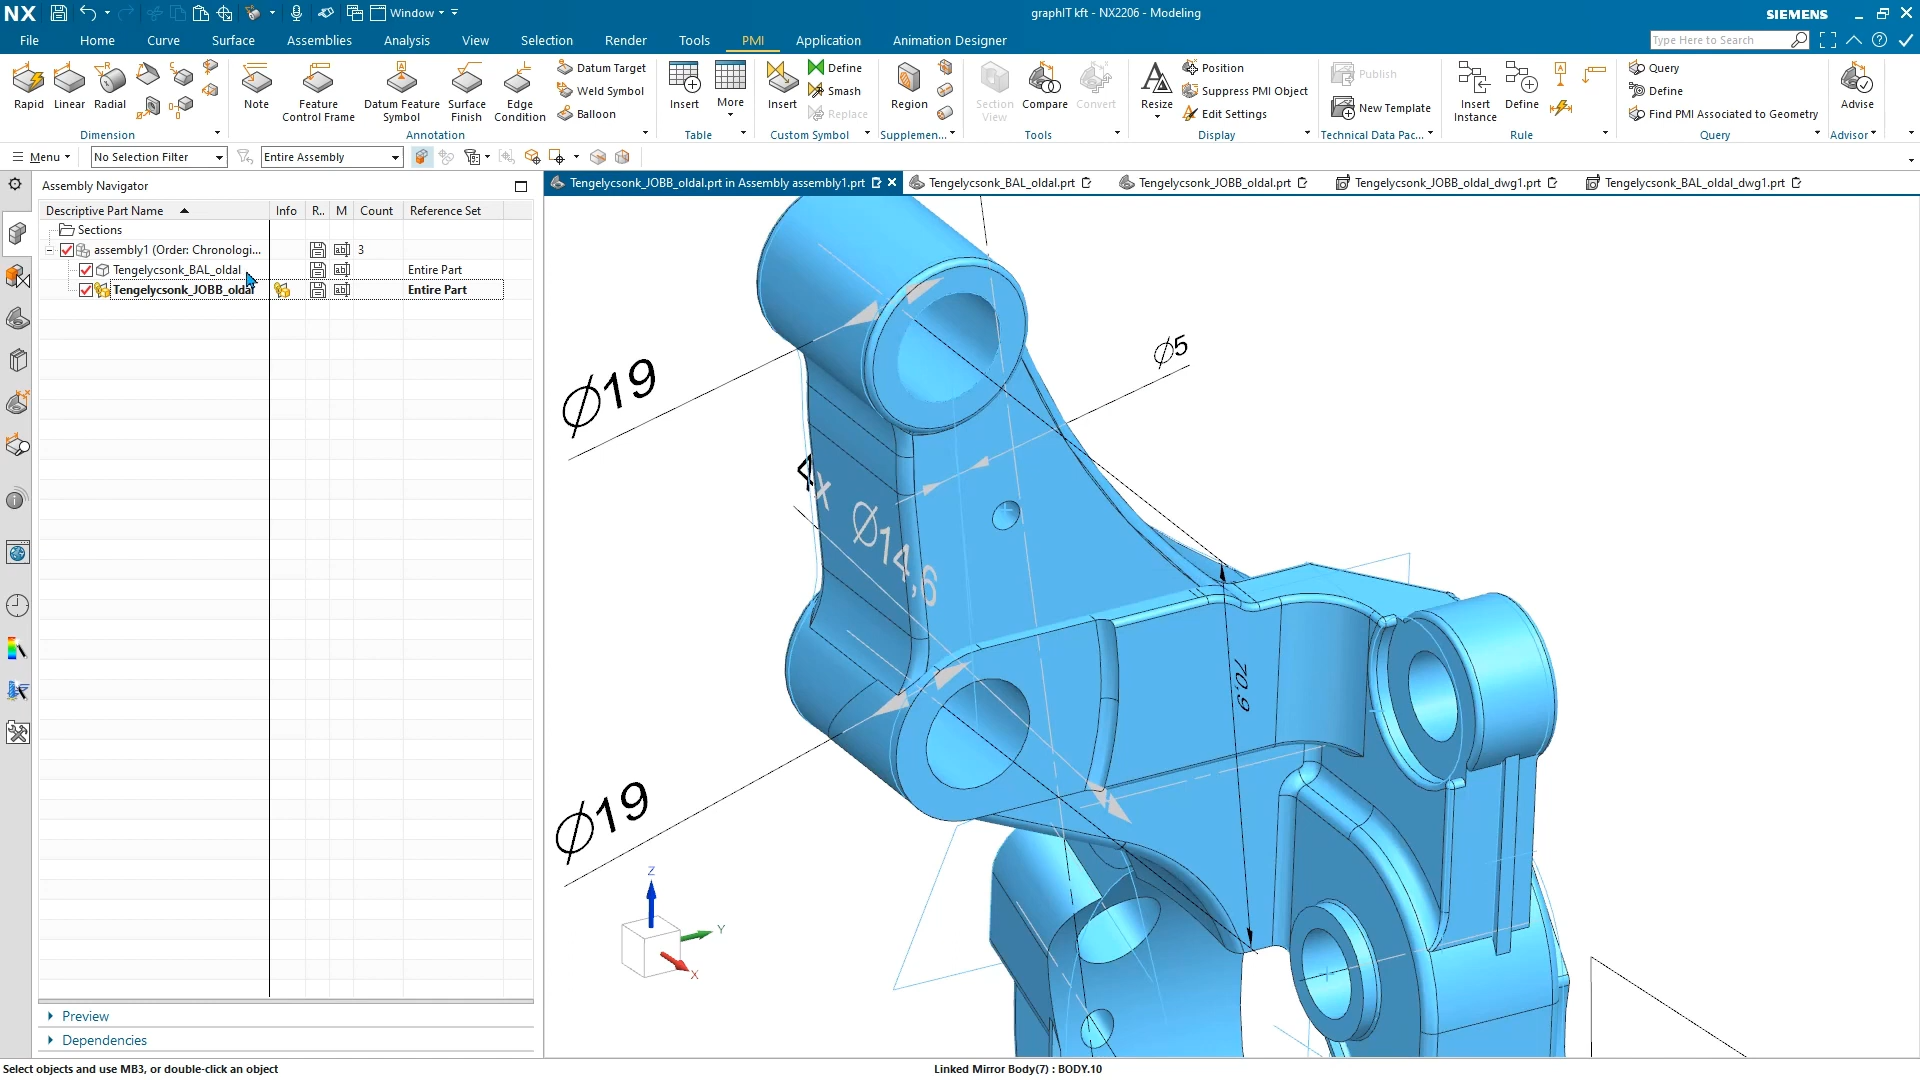 NX
Window
graphIT kft - NX2206 - Modeling
SIEMENS
File
Home
Curve
Surface
Assemblies
Analysis
View
Selection
Render
Tools
PMI
Application
Animation Designer
Type Here to Search
Rapid
Linear
Radial
Dimension
Note
Feature
Control Frame
Datum Feature
Symbol
Surface
Finish
Edge
Condition
Datum Target
Weld Symbol
Balloon
Annotation
Insert
More
Table
Insert
Define
Smash
Replace
Custom Symbol
Region
Supplemen...
Section
View
Compare
Convert
Tools
Resize
Position
Suppress PMI Object
Edit Settings
Display
Publish
New Template
Technical Data Pac...
Insert
Instance
Define
Rule
Query
Define
Find PMI Associated to Geometry
Query
Advise
Advisor
Menu
No Selection Filter
Entire Assembly
Assembly Navigator
Tengelycsonk_JOBB_oldal.prt in Assembly assembly1.prt
Tengelycsonk_BAL_oldal.prt
Tengelycsonk_JOBB_oldal.prt
Tengelycsonk_JOBB_oldal_dwg1.prt
Tengelycsonk_BAL_oldal_dwg1.prt
Descriptive Part Name
Info
R..
M
Count
Reference Set
Sections
assembly1 (Order: Chronologi...
3
Tengelycsonk_BAL_oldal
Entire Part
Tengelycsonk_JOBB_oldal
Entire Part
Ø19
Ø5
4x Ø14,6
70,9
Ø19
Z
Y
X
Preview
Dependencies
Select objects and use MB3, or double-click an object
Linked Mirror Body(7) : BODY.10